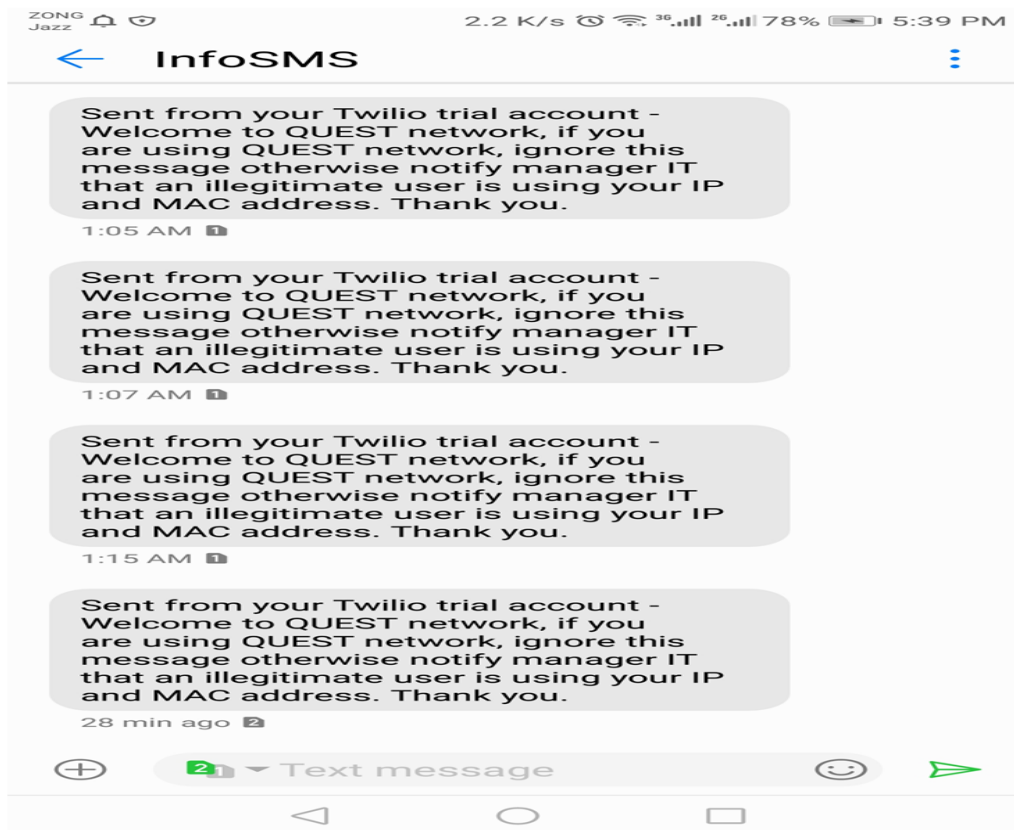 ZONG
Jazz
2.2 K/s 3G 2G 78% 5:39 PM
InfoSMS
Sent from your Twilio trial account -
Welcome to QUEST network, if you
are using QUEST network, ignore this
message otherwise notify manager IT
that an illegitimate user is using your IP
and MAC address. Thank you.
1:05 AM 1
Sent from your Twilio trial account -
Welcome to QUEST network, if you
are using QUEST network, ignore this
message otherwise notify manager IT
that an illegitimate user is using your IP
and MAC address. Thank you.
1:07 AM 1
Sent from your Twilio trial account -
Welcome to QUEST network, if you
are using QUEST network, ignore this
message otherwise notify manager IT
that an illegitimate user is using your IP
and MAC address. Thank you.
1:15 AM 1
Sent from your Twilio trial account -
Welcome to QUEST network, if you
are using QUEST network, ignore this
message otherwise notify manager IT
that an illegitimate user is using your IP
and MAC address. Thank you.
28 min ago 2
2 1 Text message